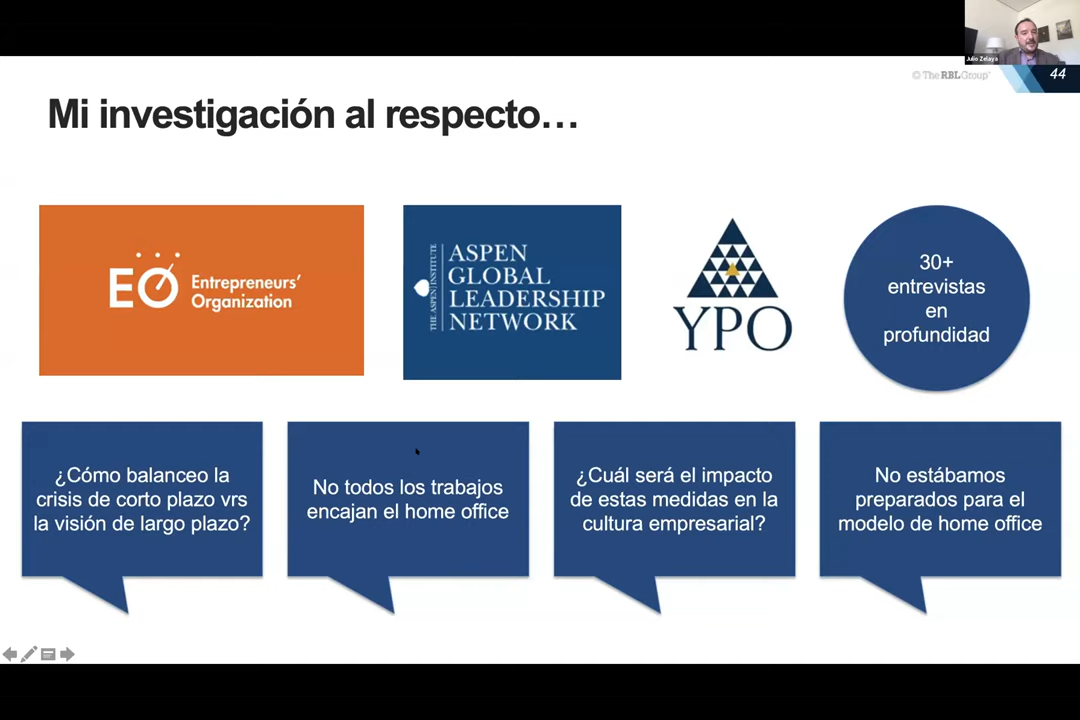 Julio Zelaya
© The RBL Group
44
Mi investigación al respecto…
EO
Entrepreneurs'
Organization
THE ASPEN INSTITUTE
ASPEN
GLOBAL
LEADERSHIP
NETWORK
YPO
30+
entrevistas
en
profundidad
¿Cómo balanceo la
crisis de corto plazo vrs
la visión de largo plazo?
No todos los trabajos
encajan el home office
¿Cuál será el impacto
de estas medidas en la
cultura empresarial?
No estábamos
preparados para el
modelo de home office